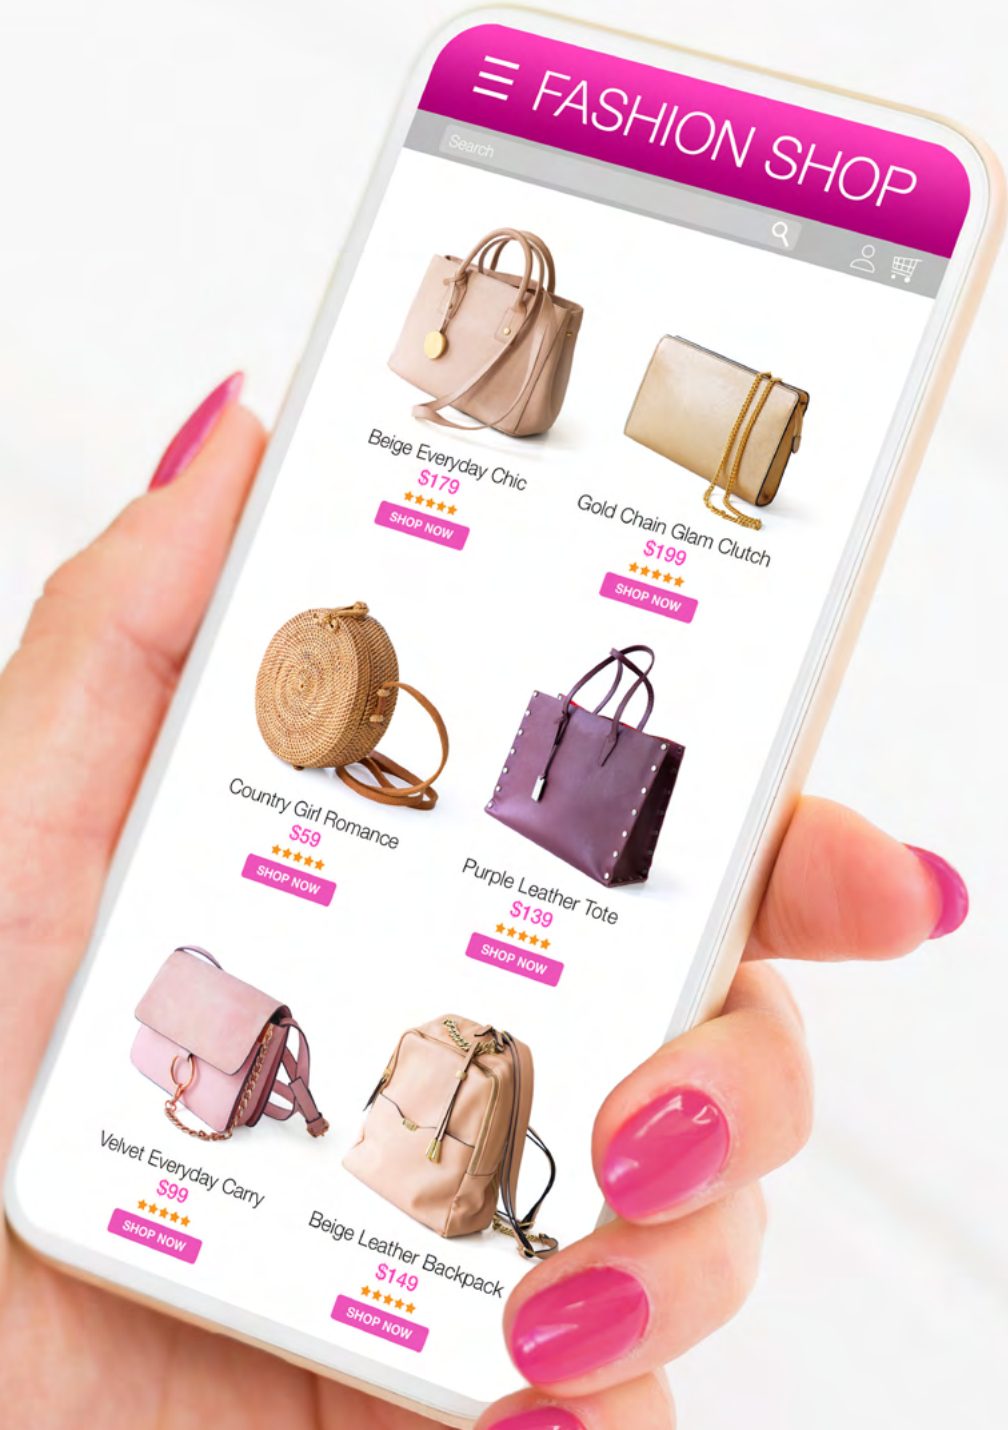 FASHION SHOP
Search
Beige Everyday Chic
$179
SHOP NOW
Gold Chain Glam Clutch
$199
SHOP NOW
Country Girl Romance
$59
SHOP NOW
Purple Leather Tote
$139
SHOP NOW
Velvet Everyday Carry
$99
SHOP NOW
Beige Leather Backpack
$149
SHOP NOW